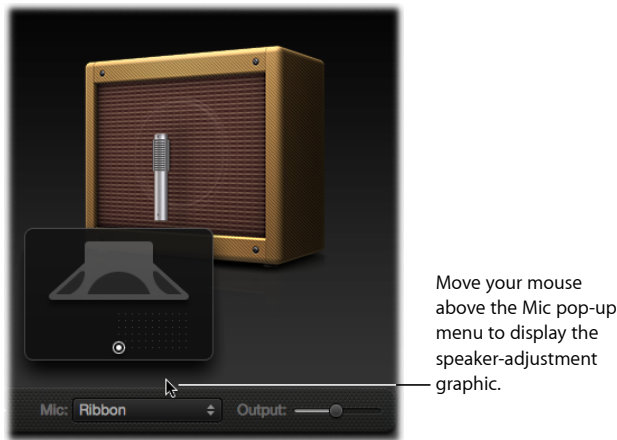 Move your mouse
above the Mic pop-up
menu to display the
speaker-adjustment
graphic.
Mic: Ribbon Output: